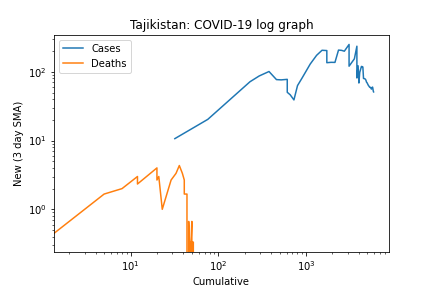 Tajikistan: COVID-19 log graph
Cases
Deaths
New (3 day SMA)
10²
10¹
10⁰
10¹
10²
10³
Cumulative